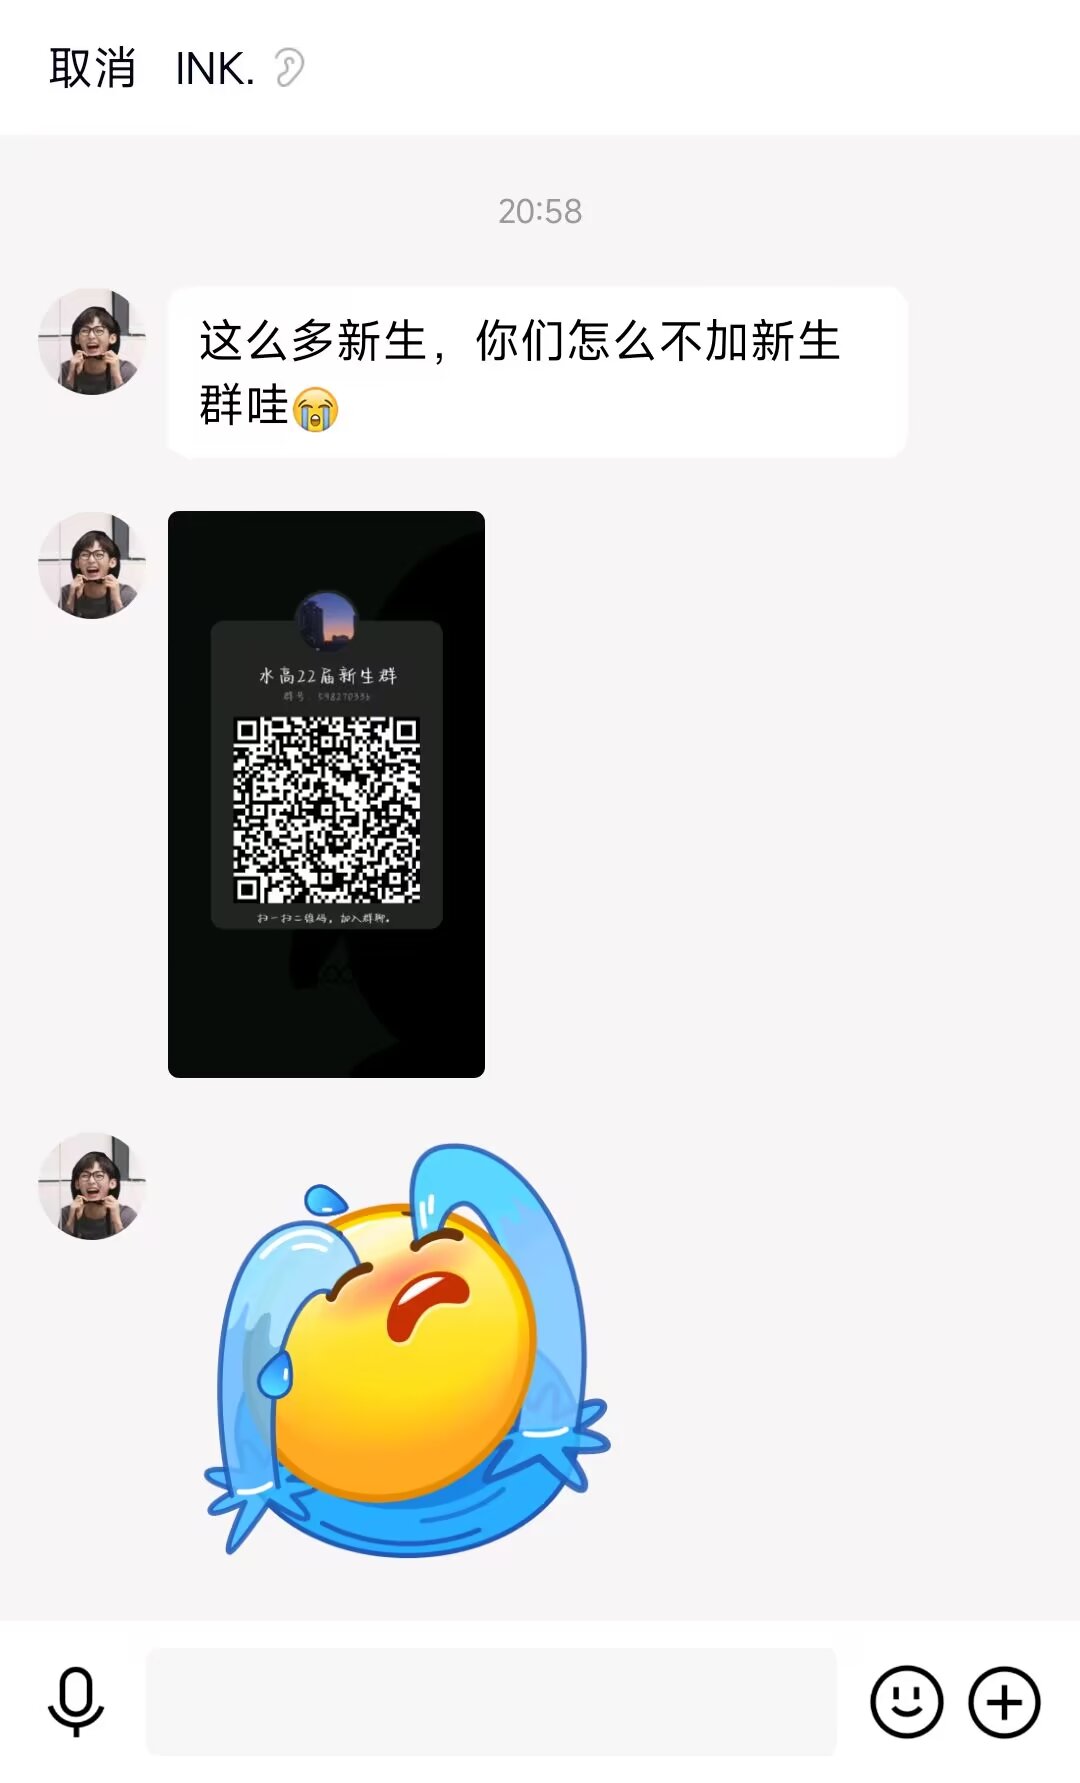 取消 INK.
20:58
这么多新生，你们怎么不加新生
群哇
水高22届新生群
群号：598270336
扫一扫二维码，加入群聊。